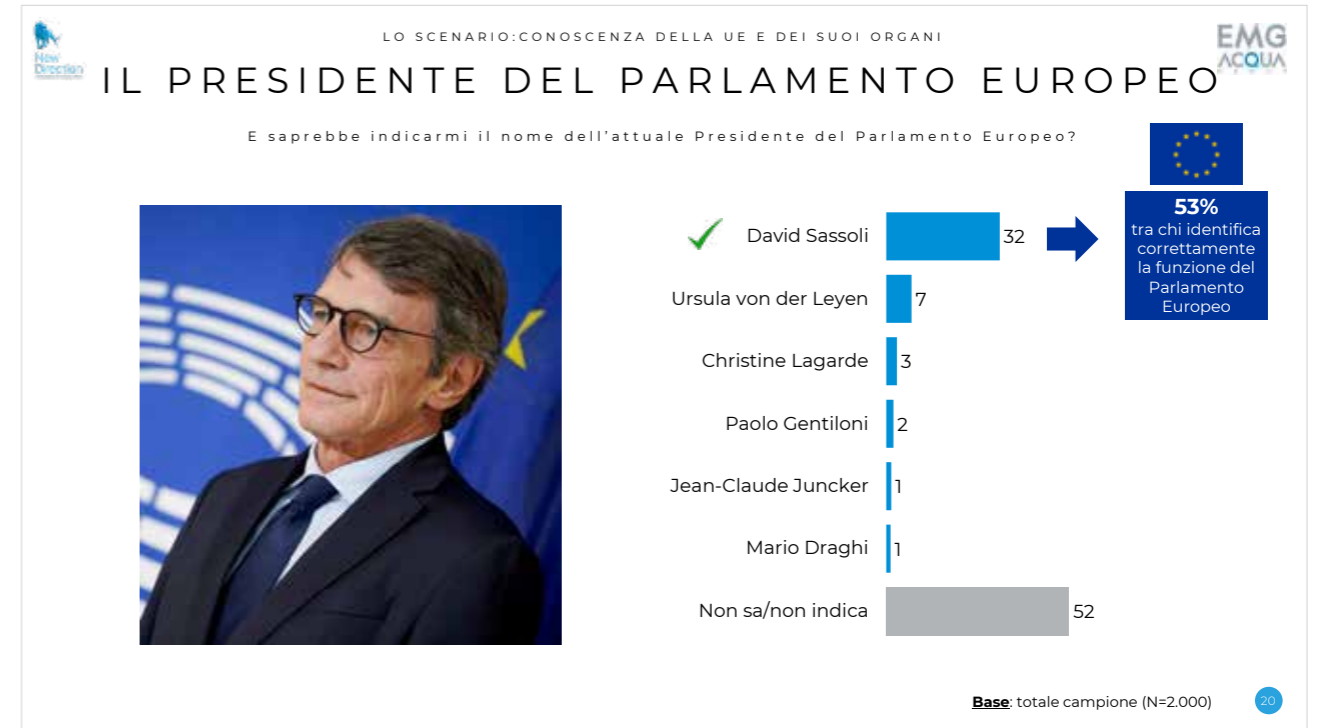 New
Direction
LO SCENARIO:CONOSCENZA DELLA UE E DEI SUOI ORGANI
EMG
ACQUA
IL PRESIDENTE DEL PARLAMENTO EUROPEO
E saprebbe indicarmi il nome dell'attuale Presidente del Parlamento Europeo?
David Sassoli 32
53%
tra chi identifica
correttamente
la funzione del
Parlamento
Europeo
Ursula von der Leyen 7
Christine Lagarde 3
Paolo Gentiloni 2
Jean-Claude Juncker 1
Mario Draghi 1
Non sa/non indica 52
Base: totale campione (N=2.000)
20